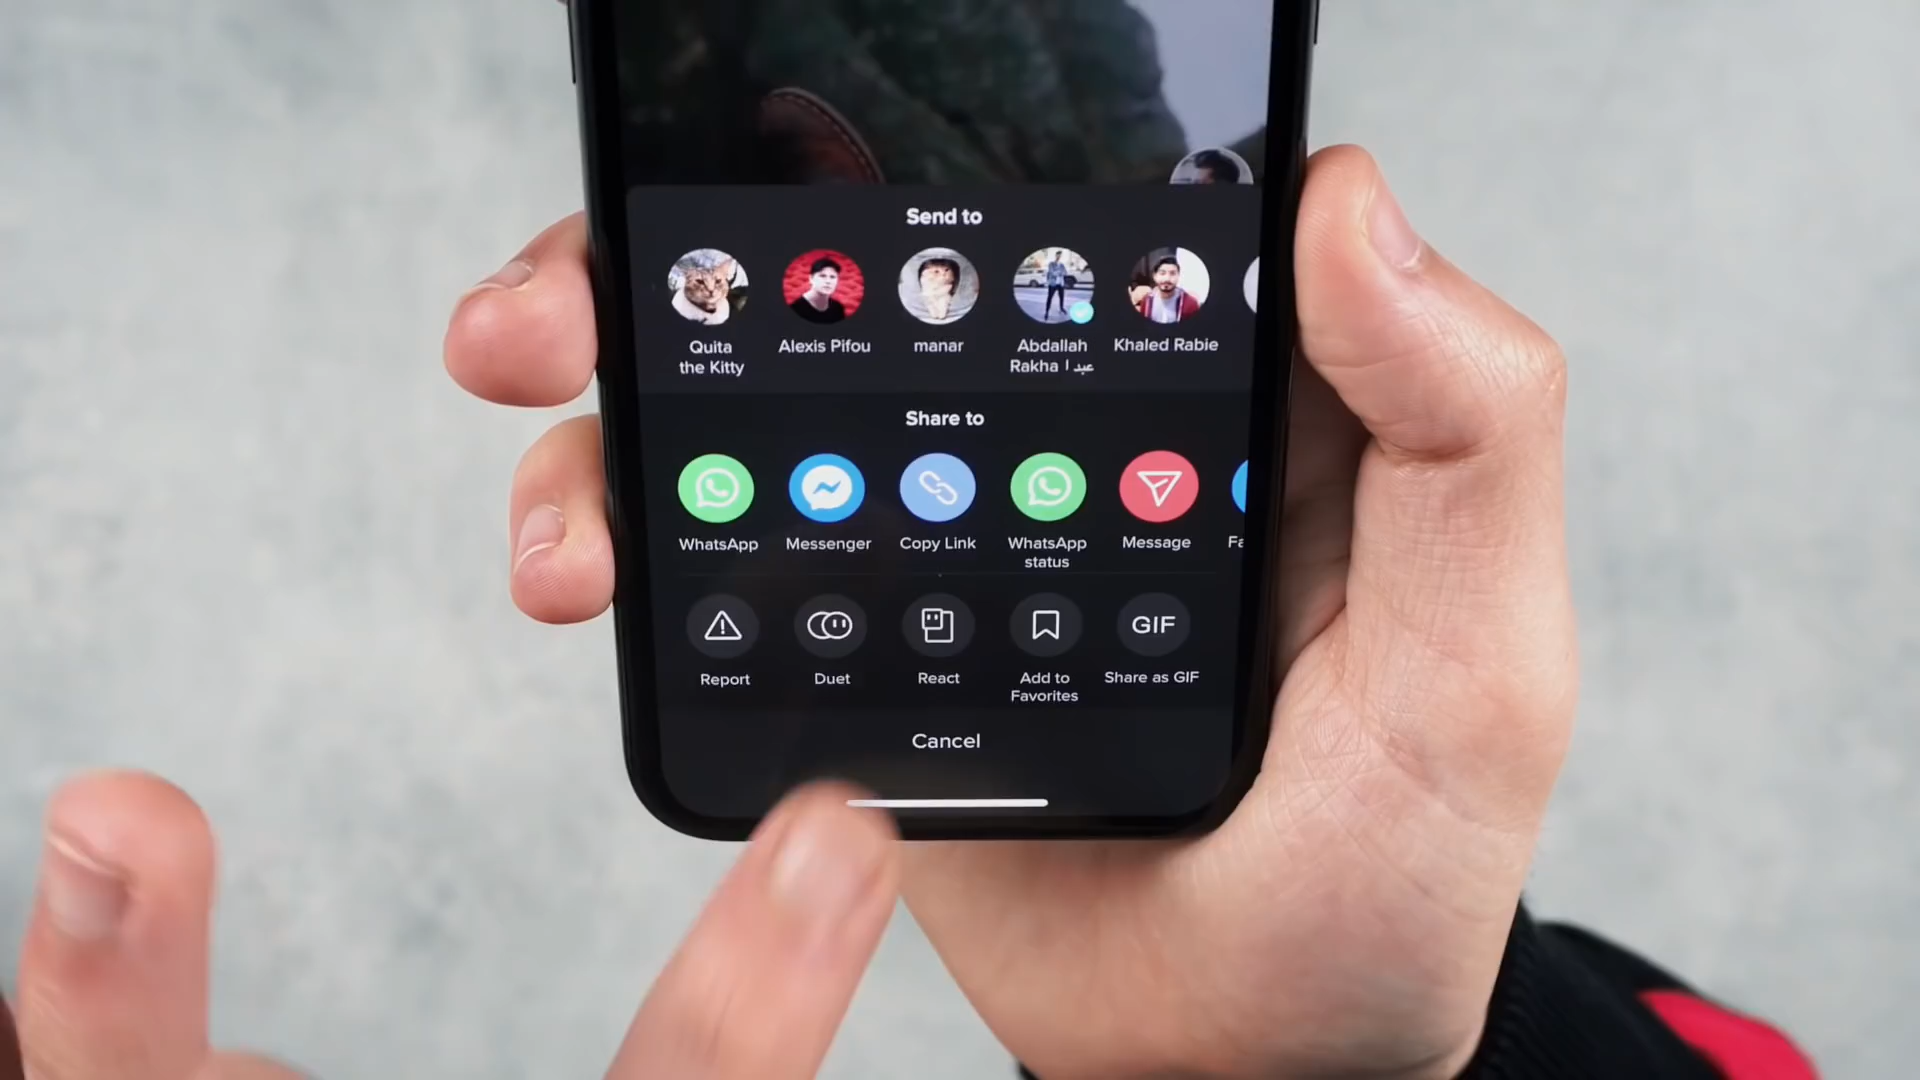 Send to
Quita
the Kitty
Alexis Pifou
manar
Abdallah
Rakha | عبد
Khaled Rabie
Share to
WhatsApp
Messenger
Copy Link
WhatsApp
status
Message
Fa
Report
Duet
React
Add to
Favorites
GIF
Share as GIF
Cancel